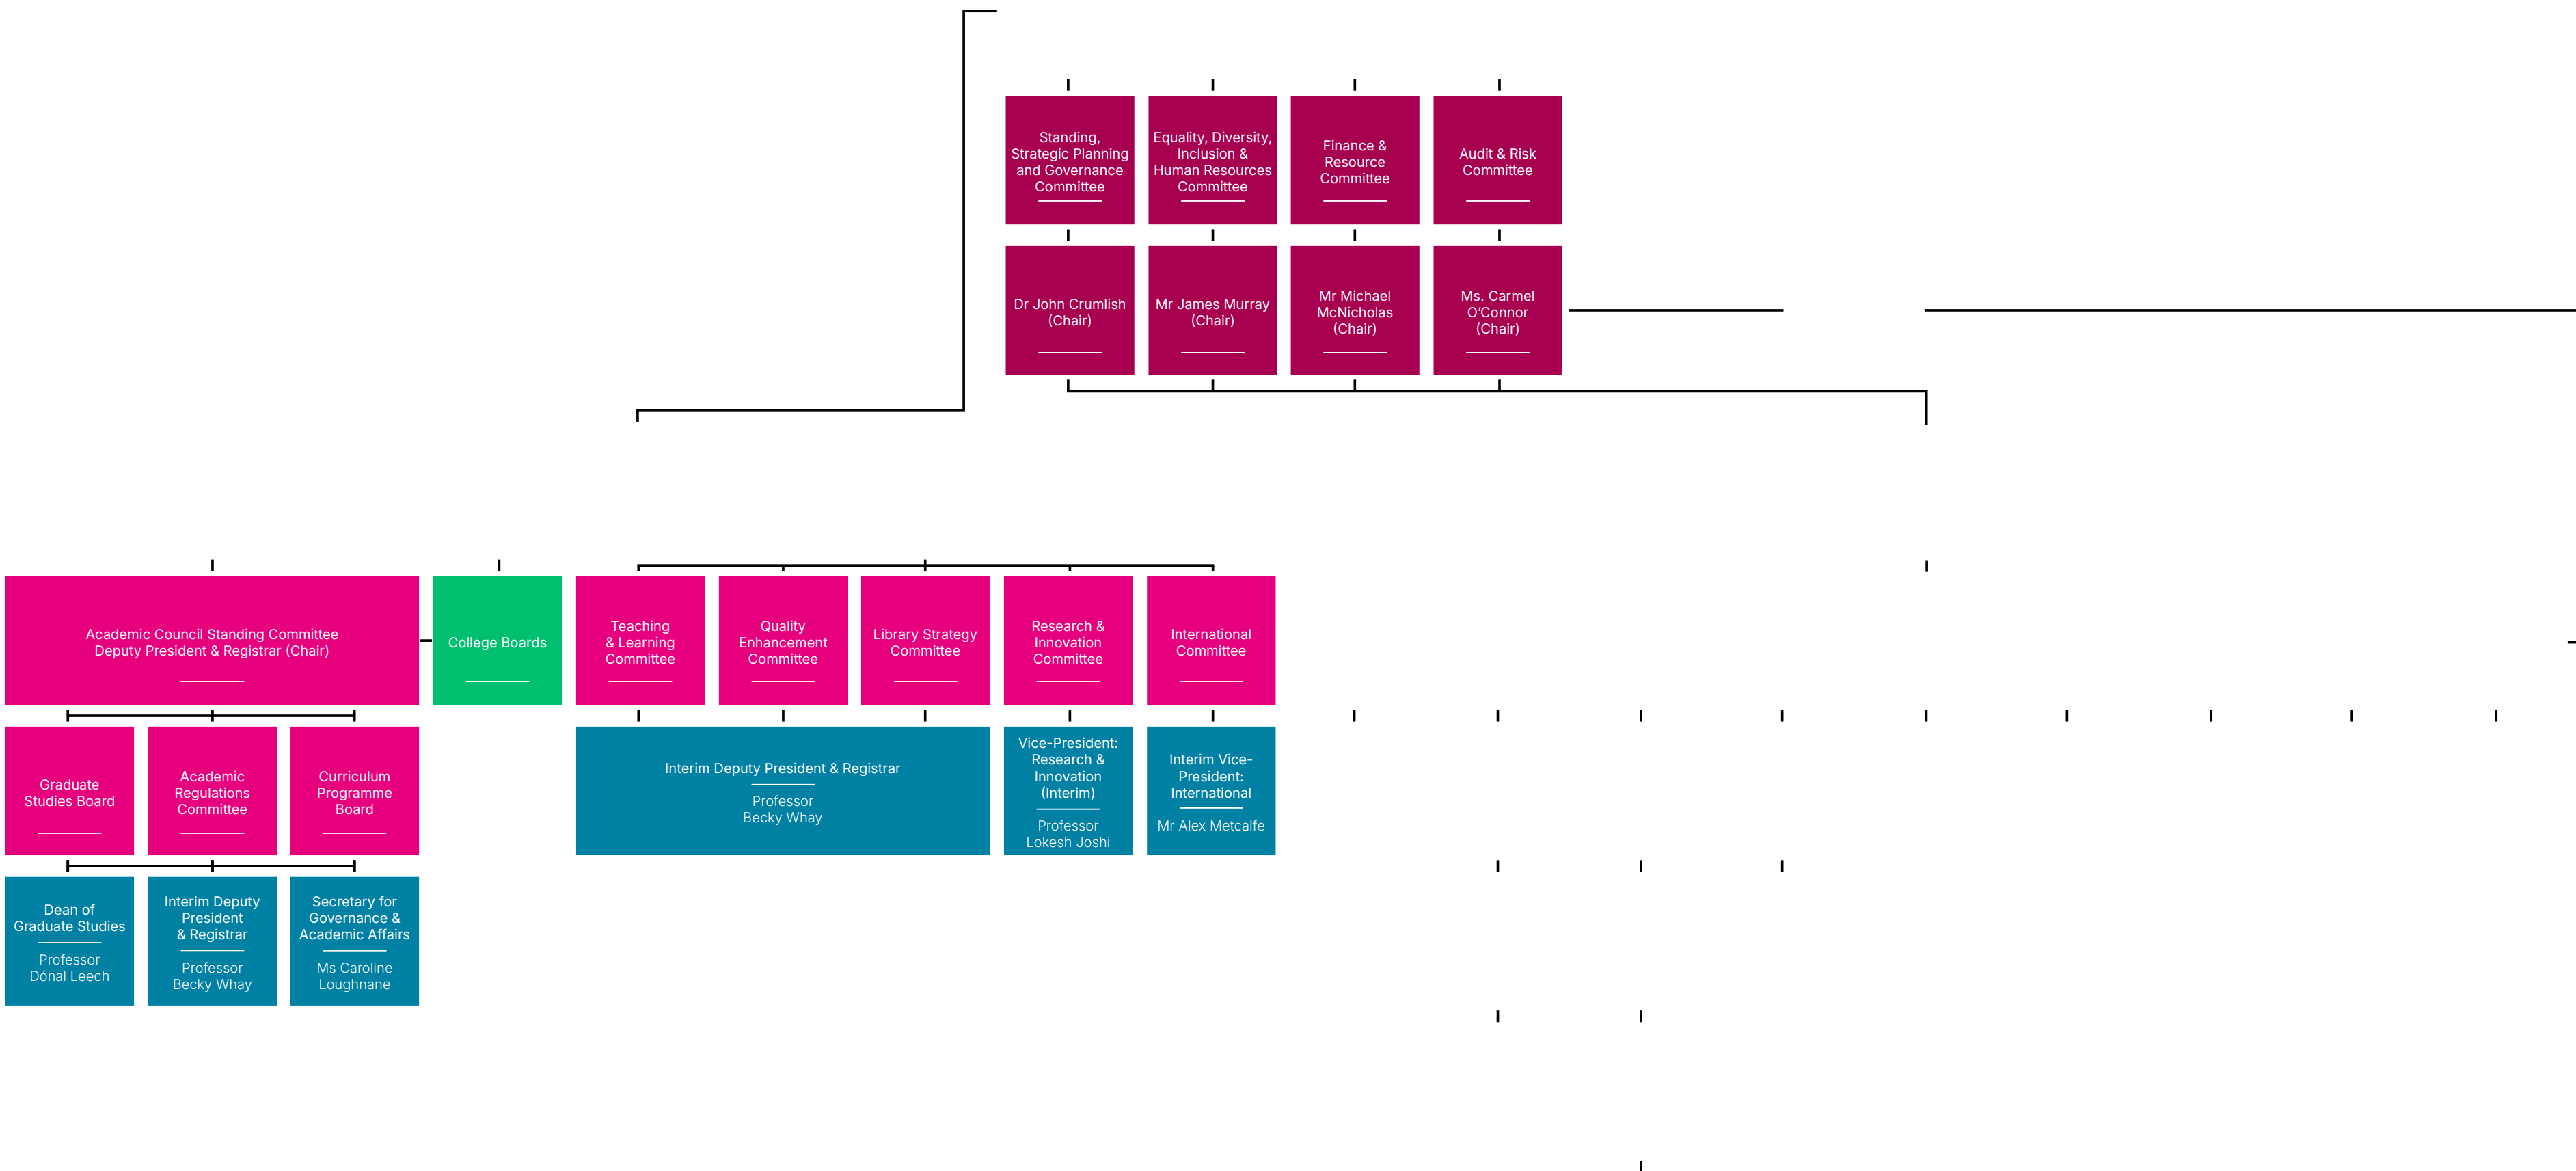 Standing,
Strategic Planning
and Governance
Committee
Equality, Diversity,
Inclusion &
Human Resources
Committee
Finance &
Resource
Committee
Audit & Risk
Committee
Dr John Crumlish
(Chair)
Mr James Murray
(Chair)
Mr Michael
McNicholas
(Chair)
Ms. Carmel
O’Connor
(Chair)
Academic Council Standing Committee
Deputy President & Registrar (Chair)
College Boards
Teaching
& Learning
Committee
Quality
Enhancement
Committee
Library Strategy
Committee
Research &
Innovation
Committee
International
Committee
Graduate
Studies Board
Academic
Regulations
Committee
Curriculum
Programme
Board
Interim Deputy President & Registrar
Professor
Becky Whay
Vice-President:
Research &
Innovation
(Interim)
Professor
Lokesh Joshi
Interim Vice-
President:
International
Mr Alex Metcalfe
Dean of
Graduate Studies
Professor
Dónal Leech
Interim Deputy
President
& Registrar
Professor
Becky Whay
Secretary for
Governance &
Academic Affairs
Ms Caroline
Loughnane